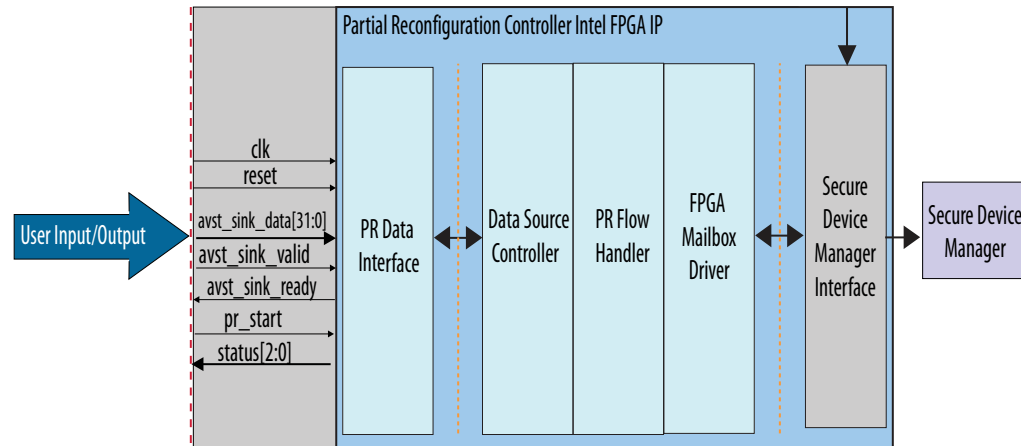 Partial Reconfiguration Controller Intel FPGA IP
clk
reset
avst_sink_data[31:0]
avst_sink_valid
avst_sink_ready
pr_start
status[2:0]
User Input/Output
PR Data
Interface
Data Source
Controller
PR Flow
Handler
FPGA
Mailbox
Driver
Secure
Device
Manager
Interface
Secure Device
Manager